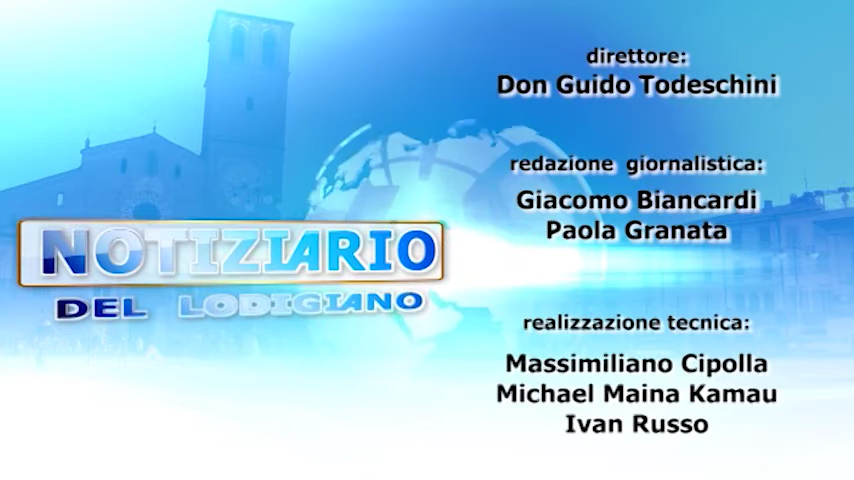 NOTIZIARIO
DEL LODIGIANO
direttore:
Don Guido Todeschini
redazione giornalistica:
Giacomo Biancardi
Paola Granata
realizzazione tecnica:
Massimiliano Cipolla
Michael Maina Kamau
Ivan Russo